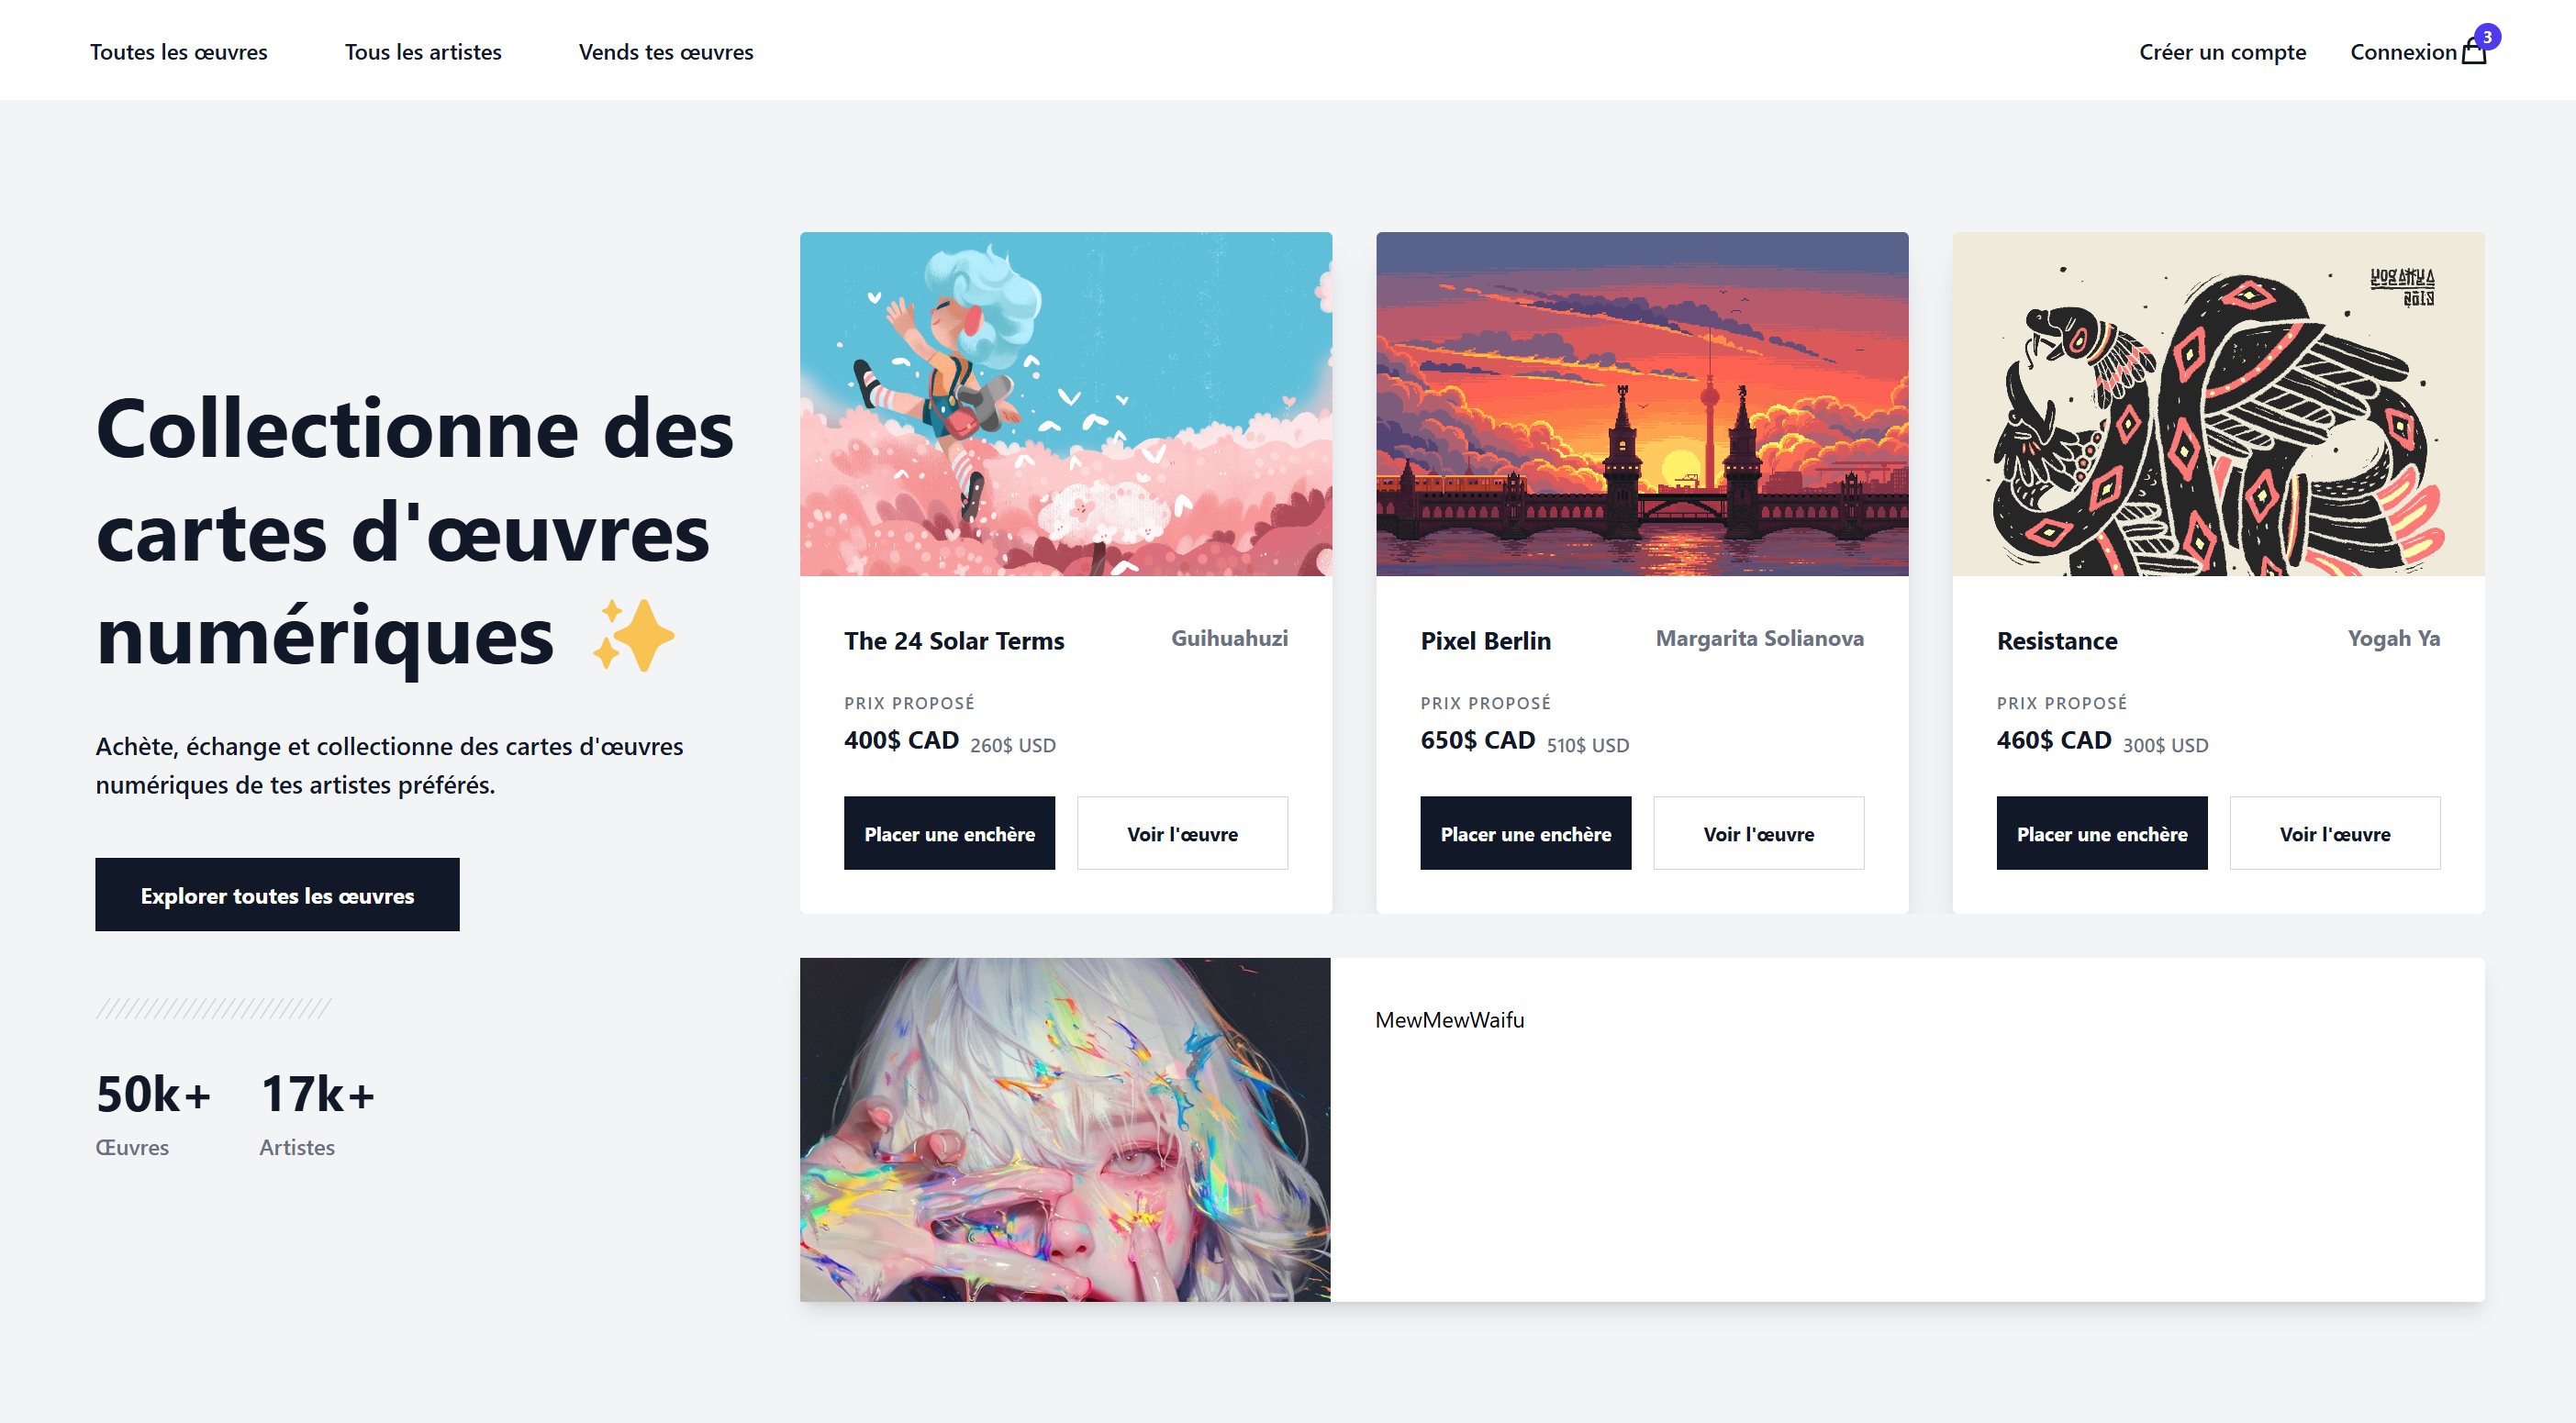 Toutes les œuvres
Tous les artistes
Vends tes œuvres
Créer un compte
Connexion
3
Collectionne des
cartes d'œuvres
numériques ✨
Achète, échange et collectionne des cartes d'œuvres
numériques de tes artistes préférés.
Explorer toutes les œuvres
50k+
Œuvres
17k+
Artistes
The 24 Solar Terms
Guihuahuzi
PRIX PROPOSÉ
400$ CAD 260$ USD
Placer une enchère
Voir l'œuvre
Pixel Berlin
Margarita Solianova
PRIX PROPOSÉ
650$ CAD 510$ USD
Placer une enchère
Voir l'œuvre
Resistance
Yogah Ya
PRIX PROPOSÉ
460$ CAD 300$ USD
Placer une enchère
Voir l'œuvre
MewMewWaifu